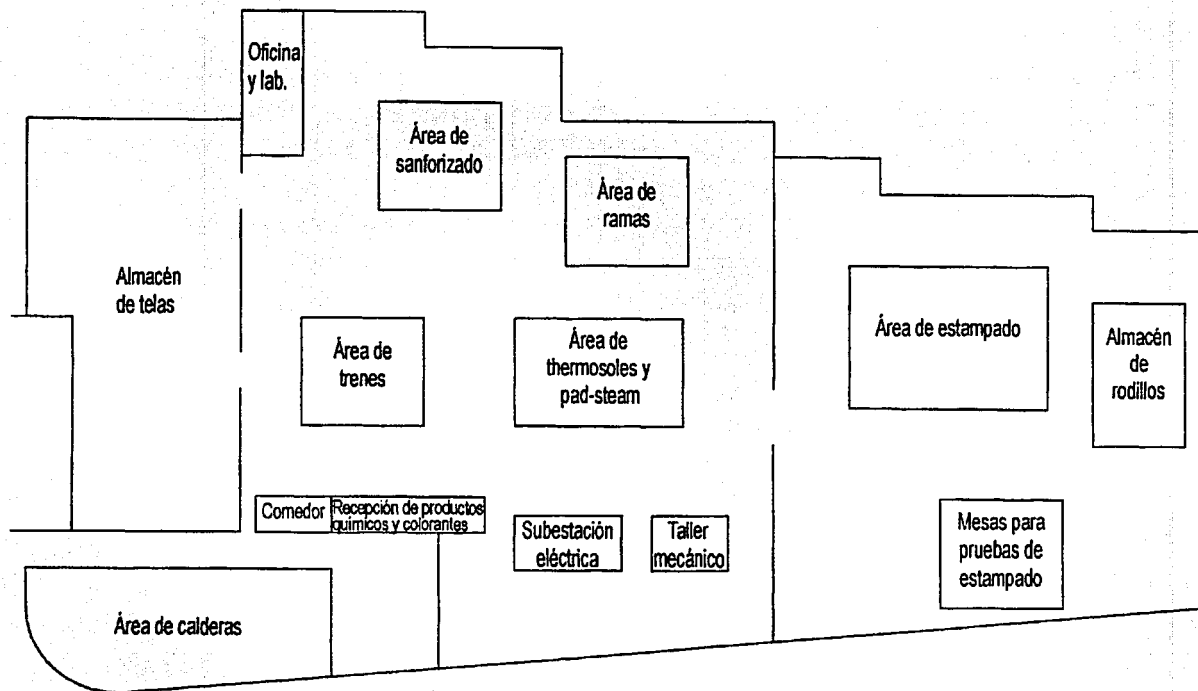 Oficina
y lab.
Área de
sanforizado
Área de
ramas
Almacén
de telas
Área de
trenes
Área de
thermosoles y
pad-steam
Área de estampado
Almacén
de
rodillos
Comedor
Recepción de productos
químicos y colorantes
Subestación
eléctrica
Taller
mecánico
Mesas para
pruebas de
estampado
Área de calderas